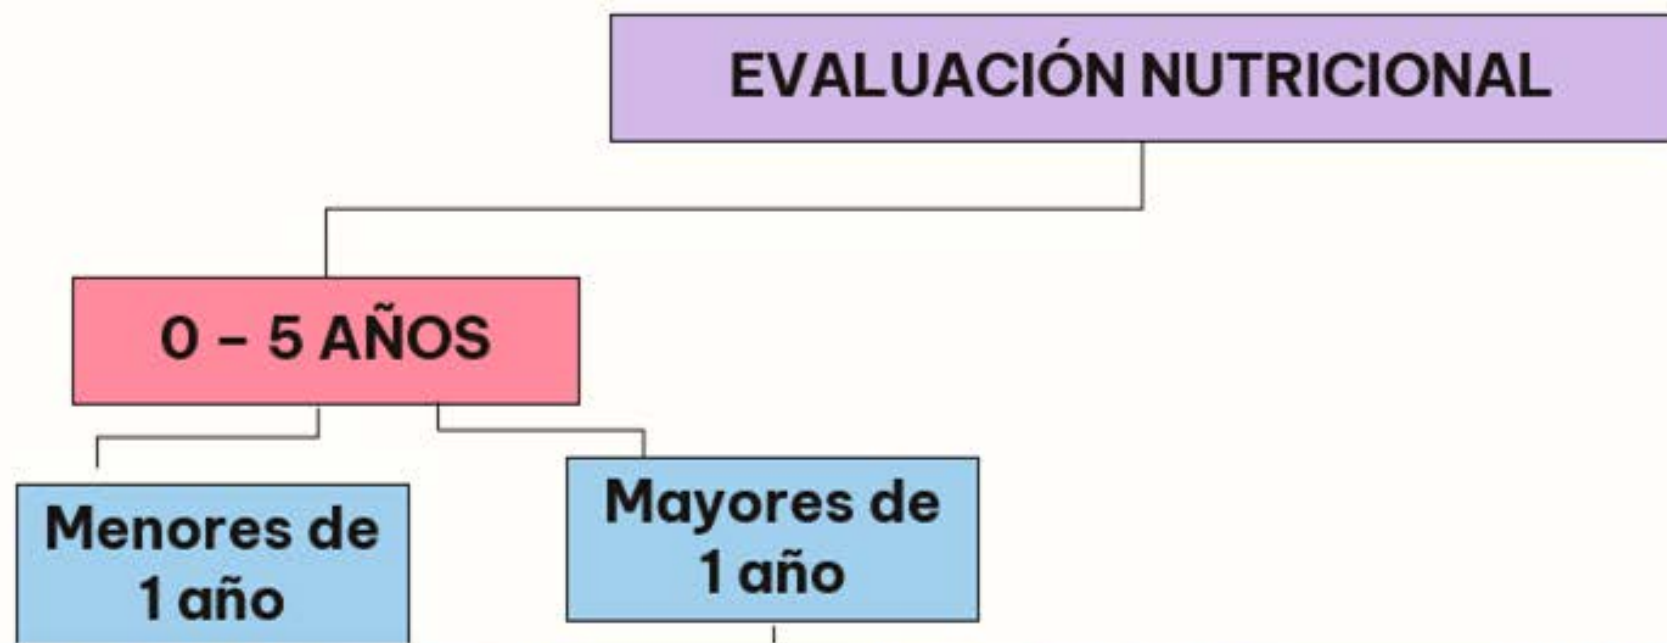 EVALUACIÓN NUTRICIONAL
0 – 5 AÑOS
Menores de
1 año
Mayores de
1 año